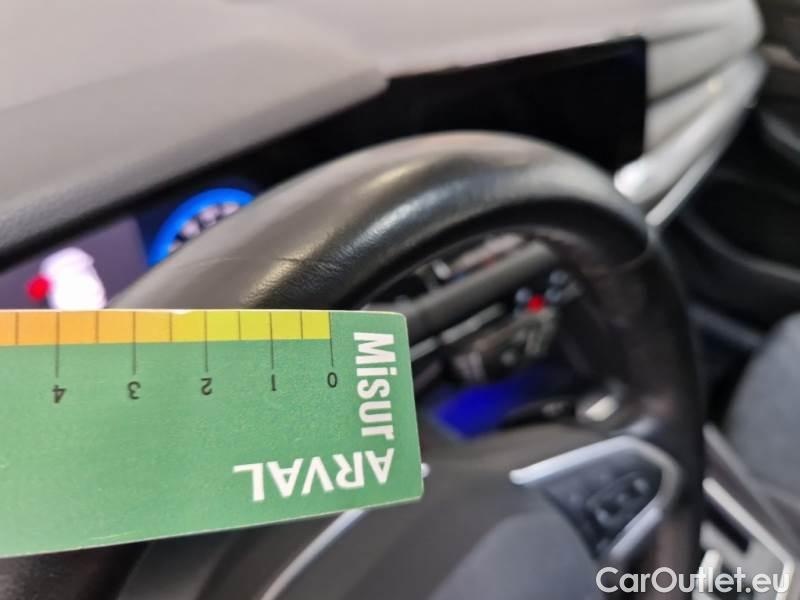 ARVAL
Misur
0 1 2 3 4
CarOutlet.eu